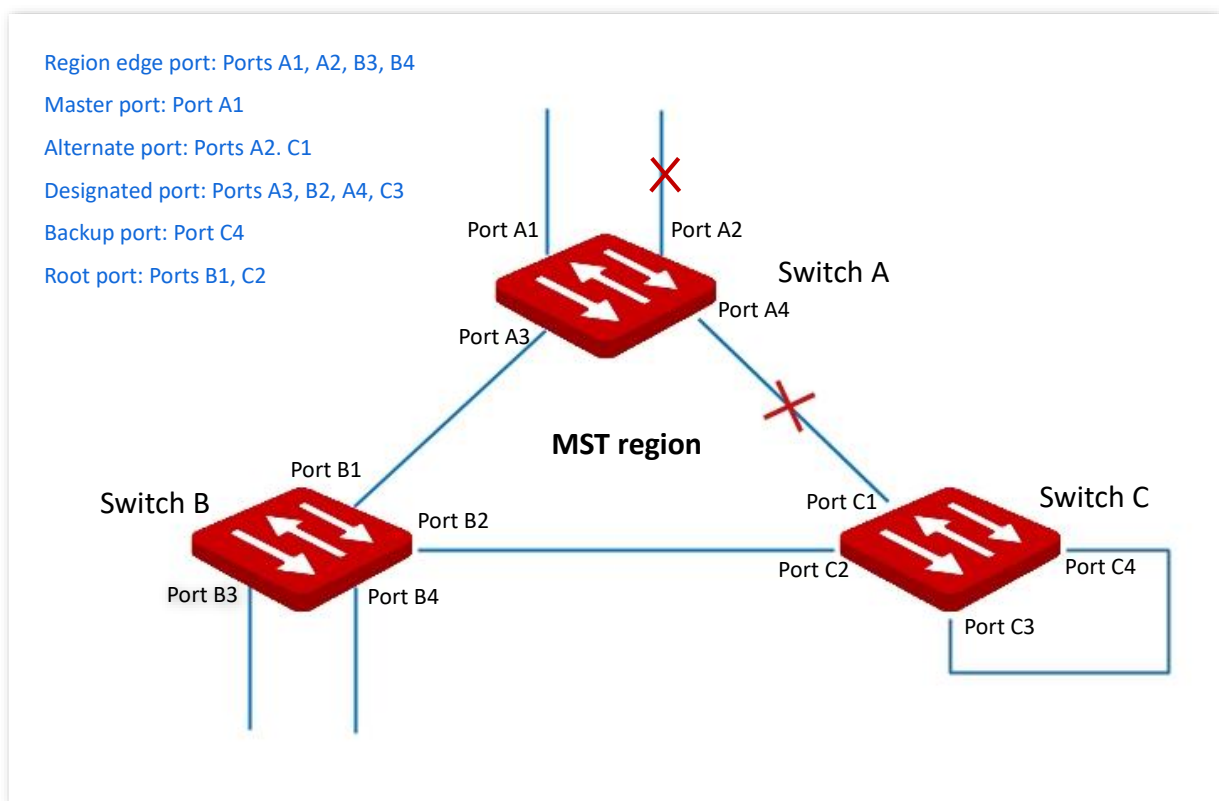 Region edge port: Ports A1, A2, B3, B4
Master port: Port A1
Alternate port: Ports A2. C1
Designated port: Ports A3, B2, A4, C3
Backup port: Port C4
Root port: Ports B1, C2
Port A1
Port A2
Switch A
Port A4
Port A3
MST region
Port B1
Switch B
Port B2
Port C1
Switch C
Port C2
Port C4
Port B3
Port B4
Port C3